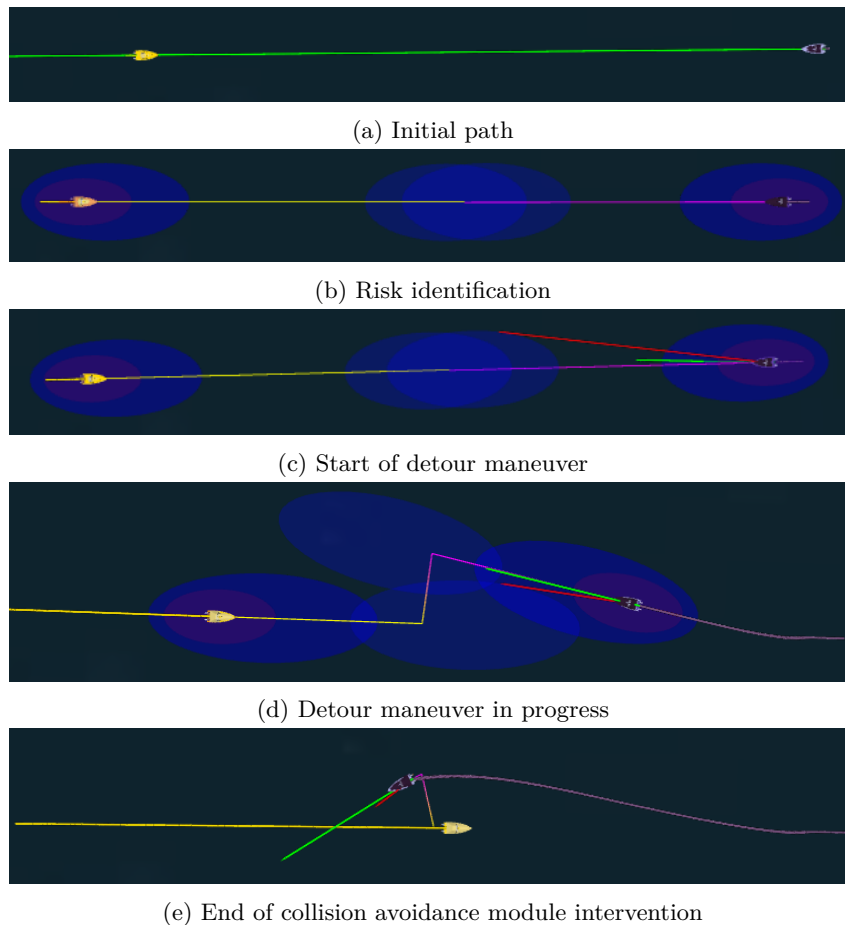 (a) Initial path
(b) Risk identification
(c) Start of detour maneuver
(d) Detour maneuver in progress
(e) End of collision avoidance module intervention